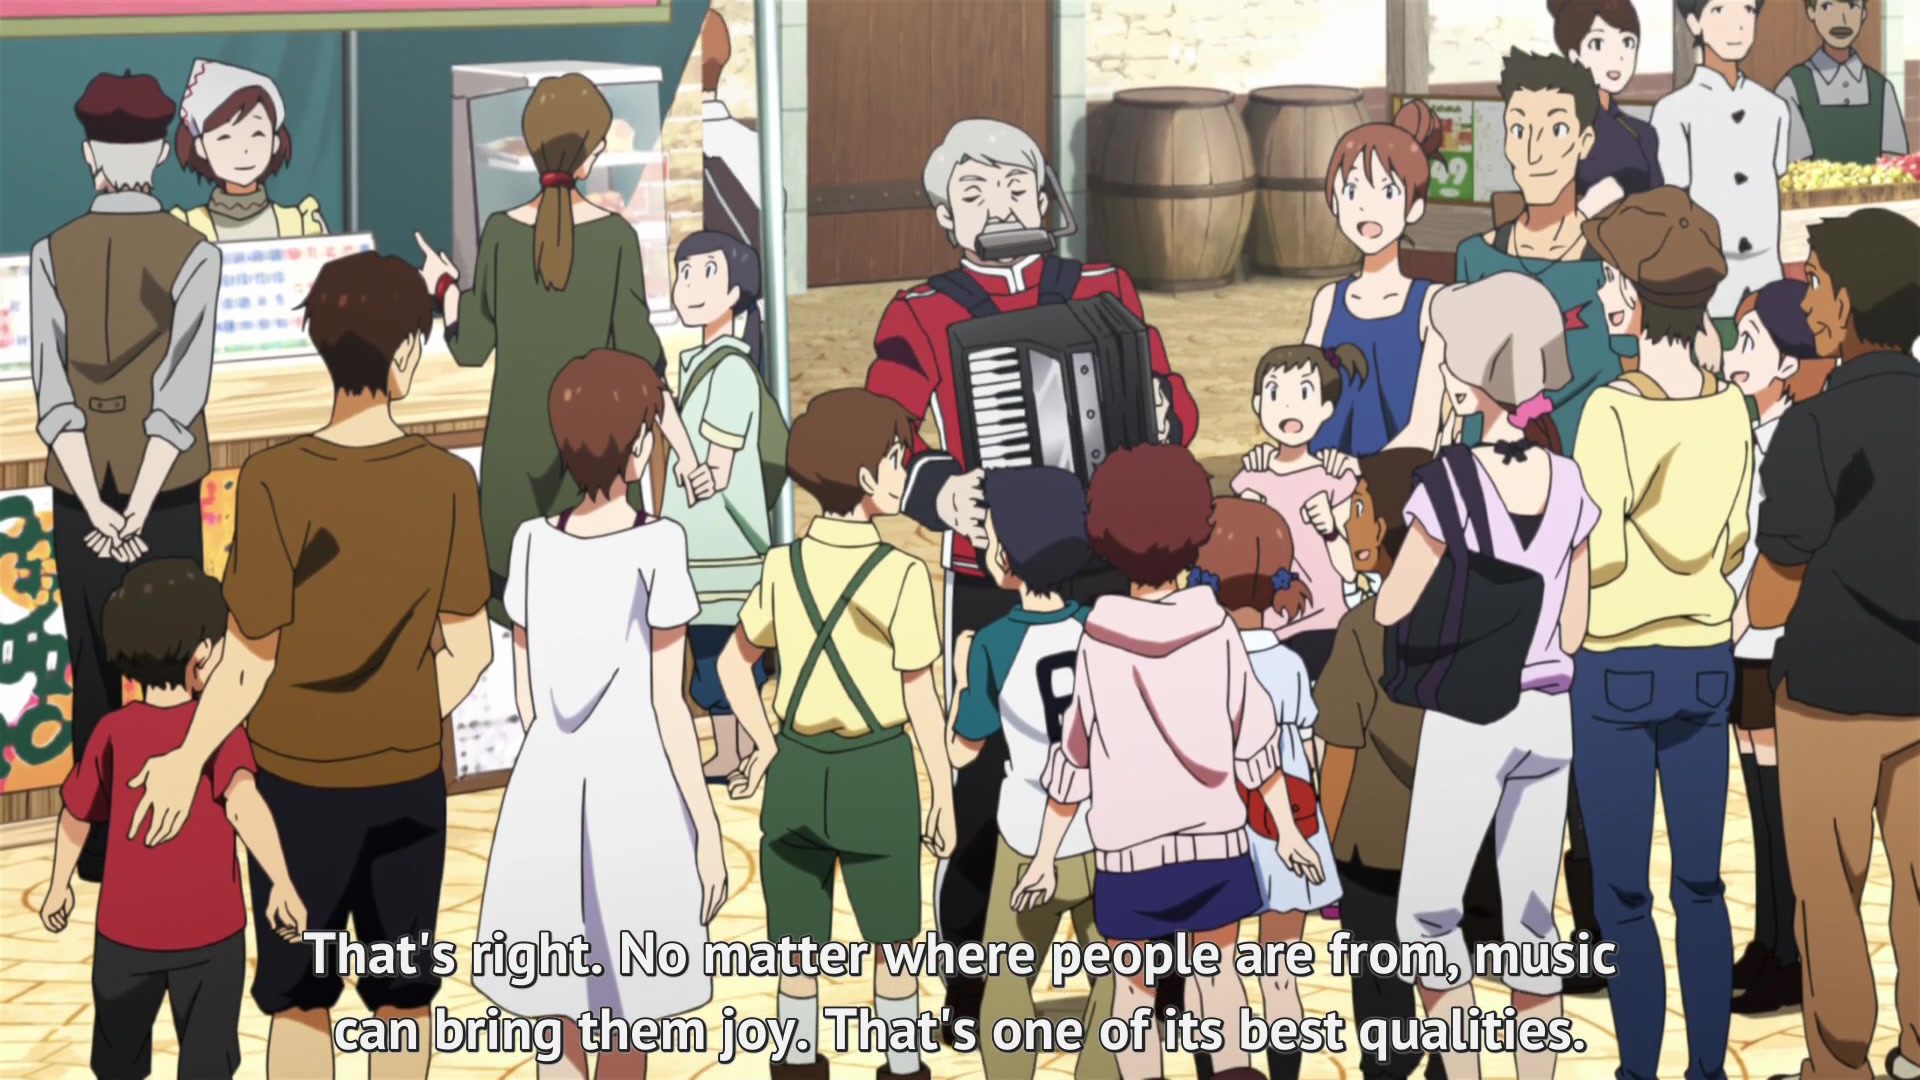 That's right. No matter where people are from, music
can bring them joy. That's one of its best qualities.